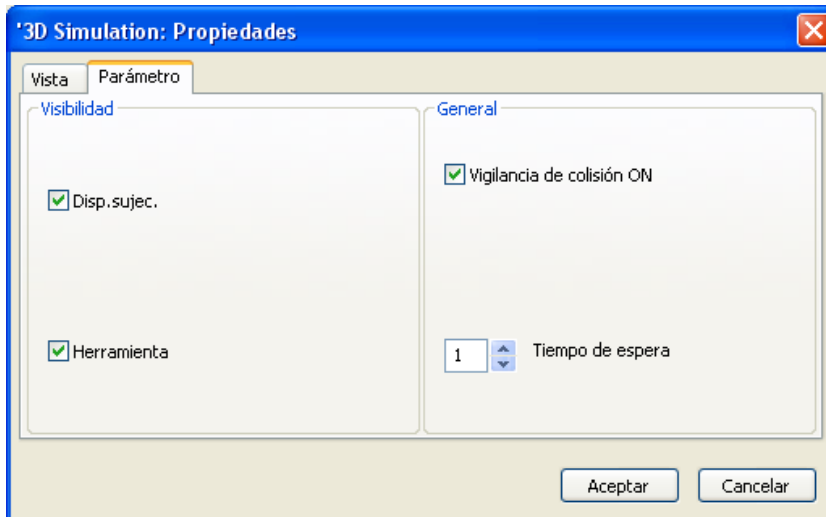 '3D Simulation: Propiedades
Vista
Parámetro
Visibilidad
Disp.sujec.
Herramienta
General
Vigilancia de colisión ON
1
Tiempo de espera
Aceptar
Cancelar